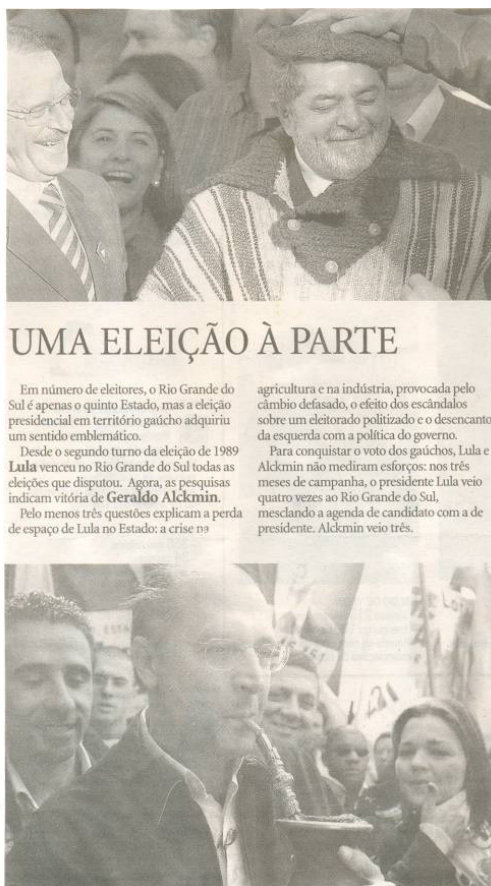 UMA ELEIÇÃO À PARTE
Em número de eleitores, o Rio Grande do
Sul é apenas o quinto Estado, mas a eleição
presidencial em território gaúcho adquiriu
um sentido emblemático.
Desde o segundo turno da eleição de 1989
Lula venceu no Rio Grande do Sul todas as
eleições que disputou. Agora, as pesquisas
indicam vitória de Geraldo Alckmin.
Pelo menos três questões explicam a perda
de espaço de Lula no Estado: a crise na
agricultura e na indústria, provocada pelo
câmbio defasado, o efeito dos escândalos
sobre um eleitorado politizado e o desencanto
da esquerda com a política do governo.
Para conquistar o voto dos gaúchos, Lula e
Alckmin não mediram esforços: nos três
meses de campanha, o presidente Lula veio
quatro vezes ao Rio Grande do Sul,
mesclando a agenda de candidato com a de
presidente. Alckmin veio três.